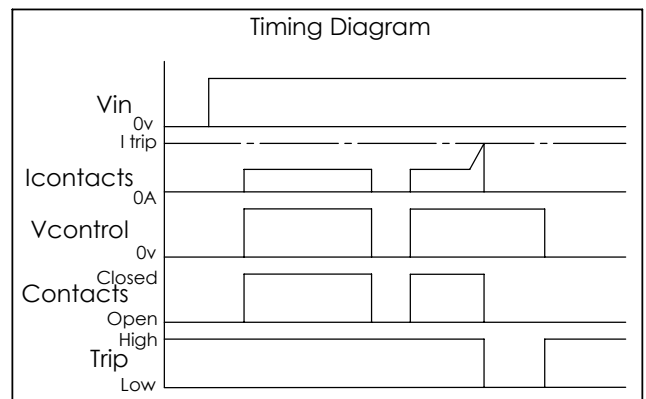 Timing Diagram
Vin
0v
I trip
Icontacts
0A
Vcontrol
0v
Closed
Contacts
Open
High
Trip
Low